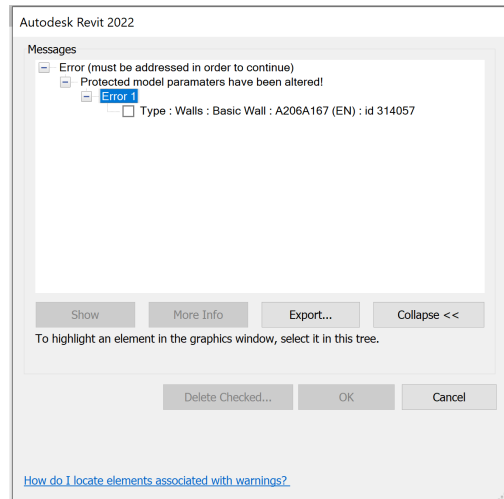 Autodesk Revit 2022
Messages
Error (must be addressed in order to continue)
Protected model paramaters have been altered!
Error 1
Type : Walls : Basic Wall : A206A167 (EN) : id 314057
Show More Info Export... Collapse <<
To highlight an element in the graphics window, select it in this tree.
Delete Checked... OK Cancel
How do I locate elements associated with warnings?